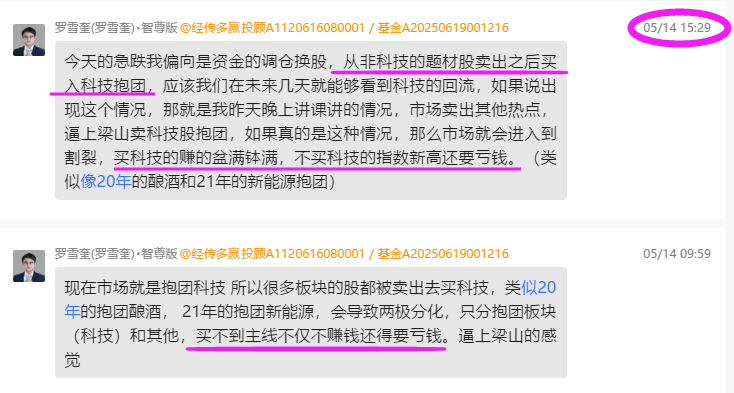 罗雪奎(罗雪奎)·智尊版@经传多赢投顾A1120616080001 / 基金A20250619001216 05/14 15:29
今天的急跌我偏向是资金的调仓换股，从非科技的题材股卖出之后买
入科技抱团，应该我们在未来几天就能够看到科技的回流，如果说出
现这个情况，那就是我昨天晚上讲课讲的情况，市场卖出其他热点，
逼上梁山卖科技股抱团，如果真的是这种情况，那么市场就会进入到
割裂，买科技的赚的盆满钵满，不买科技的指数新高还要亏钱。（类
似像20年的酿酒和21年的新能源抱团）
罗雪奎(罗雪奎)·智尊版@经传多赢投顾A1120616080001 / 基金A20250619001216 05/14 09:59
现在市场就是抱团科技 所以很多板块的股都被卖出去买科技，类似20
年的抱团酿酒， 21年的抱团新能源，会导致两极分化，只分抱团板块
（科技）和其他，买不到主线不仅不赚钱还得要亏钱。逼上梁山的感
觉